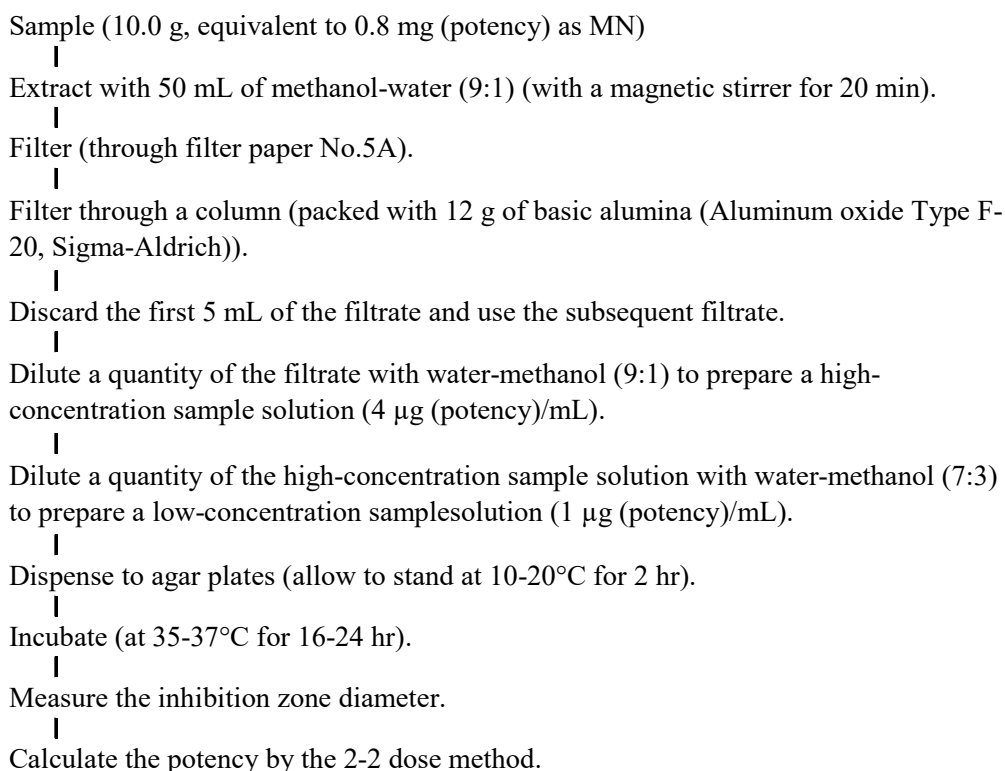 Sample (10.0 g, equivalent to 0.8 mg (potency) as MN)
Extract with 50 mL of methanol-water (9:1) (with a magnetic stirrer for 20 min).
Filter (through filter paper No.5A).
Filter through a column (packed with 12 g of basic alumina (Aluminum oxide Type F-
20, Sigma-Aldrich)).
Discard the first 5 mL of the filtrate and use the subsequent filtrate.
Dilute a quantity of the filtrate with water-methanol (9:1) to prepare a high-
concentration sample solution (4 µg (potency)/mL).
Dilute a quantity of the high-concentration sample solution with water-methanol (7:3)
to prepare a low-concentration samplesolution (1 µg (potency)/mL).
Dispense to agar plates (allow to stand at 10-20°C for 2 hr).
Incubate (at 35-37°C for 16-24 hr).
Measure the inhibition zone diameter.
Calculate the potency by the 2-2 dose method.